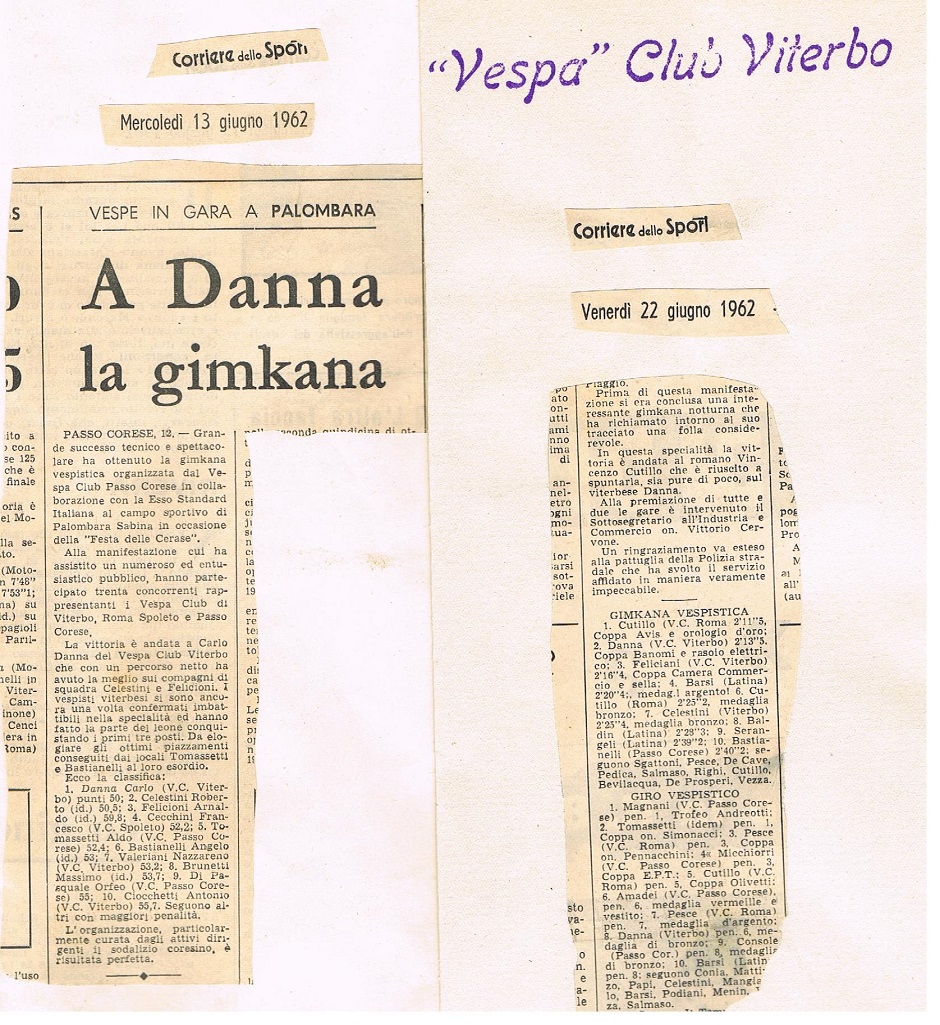 Corriere dello Sport
Mercoledì 13 giugno 1962
VESPE IN GARA A PALOMBARA
A Danna
la gimkana
PASSO CORESE, 12. — Gran-
de successo tecnico e spettaco-
lare ha ottenuto la gimkana
vespistica organizzata dal Ve-
spa Club Passo Corese in col-
laborazione con la Esso Standard
Italiana al campo sportivo di
Palombara Sabina in occasione
della "Festa delle Cerase".
Alla manifestazione cui ha
assistito un numeroso ed entu-
siastico pubblico, hanno parte-
cipato trenta concorrenti rap-
presentanti i Vespa Club di
Viterbo, Roma Spoleto e Passo
Corese.
La vittoria è andata a Carlo
Danna del Vespa Club Viterbo
che con un percorso netto ha
avuto la meglio sui compagni di
squadra Celestini e Felicioni. I
vespisti viterbesi si sono anco-
ra una volta confermati imbat-
tibili nella specialità ed hanno
fatto la parte del leone conqui-
stando i primi tre posti. Da elo-
giare gli ottimi piazzamenti
conseguiti dai locali Tomassetti
e Bastianelli al loro esordio.
Ecco la classifica:
1. Danna Carlo (V.C. Viter-
bo) punti 50; 2. Celestini Rober-
to (id.) 50,5; 3. Felicioni Arnal-
do (id.) 59,8; 4. Cecchini Fran-
cesco (V.C. Spoleto) 52,2; 5. To-
massetti Aldo (V.C. Passo Co-
rese) 52,4; 6. Bastianelli Angelo
(id.) 53; 7. Valeriani Nazzareno
(V.C. Viterbo) 53,2; 8. Brunetti
Massimo (id.) 53,7; 9. Di Pa-
squale Orfeo (V.C. Passo Core-
se) 55; 10. Ciocchetti Antonio
(V.C. Viterbo) 55,7. Seguono al-
tri con maggiori penalità.
L'organizzazione, particolar-
mente curata dagli attivi diri-
genti il sodalizio coresino, è
risultata perfetta.
"Vespa" Club Viterbo
Corriere dello Sport
Venerdì 22 giugno 1962
Piaggio.
Prima di questa manifesta-
zione si era conclusa una inte-
ressante gimkana notturna che
ha richiamato intorno al suo
tracciato una folla conside-
revole.
In questa specialità la vit-
toria è andata al romano Vin-
cenzo Cutillo che è riuscito a
spuntarla, sia pure di poco, sul
viterbese Danna.
Alla premiazione di tutte e
due le gare è intervenuto il
Sottosegretario all'Industria e
Commercio on. Vittorio Cer-
vone.
Un ringraziamento va esteso
alla pattuglia della Polizia stra-
dale che ha svolto il servizio
affidato in maniera veramente
impeccabile.
GIMKANA VESPISTICA
1. Cutillo (V.C. Roma 2'11"5,
Coppa Avis e orologio d'oro;
2. Danna (V.C. Viterbo) 2'13"5,
Coppa Banomi e rasoio elettri-
co; 3. Feliciani (V.C. Viterbo)
2'16"4, Coppa Camera Commer-
cio e sella; 4. Barsi (Latina)
2'20"4;, medag.l argento! 6. Cu-
tillo (Roma) 2'25"2, medaglia
bronzo; 7. Celestini (Viterbo)
2'25"4, medaglia bronzo; 8. Bal-
din (Latina) 2'28"3; 9. Seran-
geli (Latina) 2'39"2; 10. Bastia-
nelli (Passo Corese) 2'40"2; se-
guono Sgattoni, Pesce, De Cave,
Pedica, Salmaso, Righi, Cutillo,
Bevilacqua, De Prosperi, Vezza.
GIRO VESPISTICO
1. Magnani (V.C. Passo Core-
se) pen. 1, Trofeo Andreotti;
2. Tomassetti (idem) pen. 1,
Coppa on. Simonacci; 3. Pesce
(V.C. Roma) pen. 3, Coppa
on. Pennacchini; 4a Micchiorri
(V.C. Passo Corese) pen. 3,
Coppa E.P.T.; 5. Cutillo (V.C.
Roma) pen. 5, Coppa Olivetti;
6. Amadei (V.C. Passo Corese),
pen. 6, medaglia vermeille e
vestito; 7. Pesce (V.C. Roma)
pen. 7, medaglia d'argento;
8. Danna (Viterbo) pen. 6, me-
daglia di bronzo; 9. Console
(Passo Cor.) pen. 8, medaglia
di bronzo; 10. Barsi (Latin
pen. 8; seguono Conia, Matti-
zo, Papi, Celestini, Mangia
lo, Barsi, Podiani, Menin,
za, Salmaso.